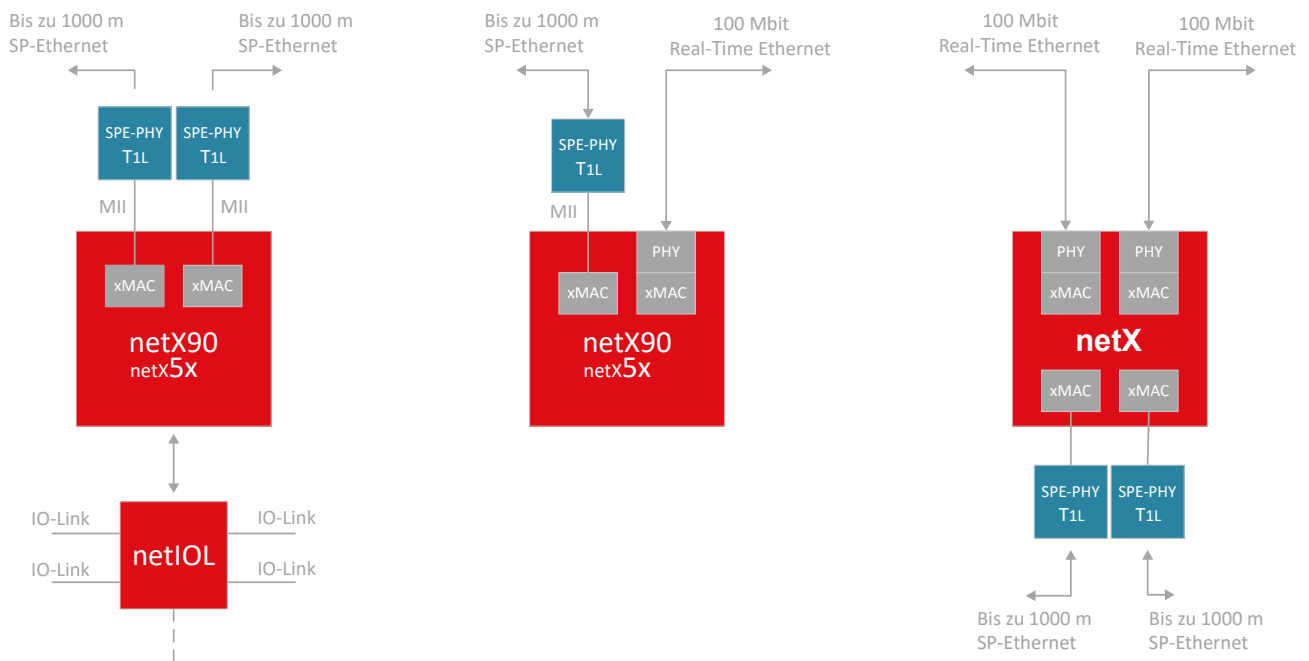 Bis zu 1000 m
SP-Ethernet
Bis zu 1000 m
SP-Ethernet
SPE-PHY
T1L
SPE-PHY
T1L
MII
MII
xMAC
xMAC
netX90
netX5x
IO-Link
IO-Link
netIOL
IO-Link
IO-Link
Bis zu 1000 m
SP-Ethernet
100 Mbit
Real-Time Ethernet
SPE-PHY
T1L
MII
PHY
xMAC
xMAC
netX90
netX5x
100 Mbit
Real-Time Ethernet
100 Mbit
Real-Time Ethernet
PHY
PHY
xMAC
xMAC
netX
xMAC
xMAC
SPE-PHY
T1L
SPE-PHY
T1L
Bis zu 1000 m
SP-Ethernet
Bis zu 1000 m
SP-Ethernet